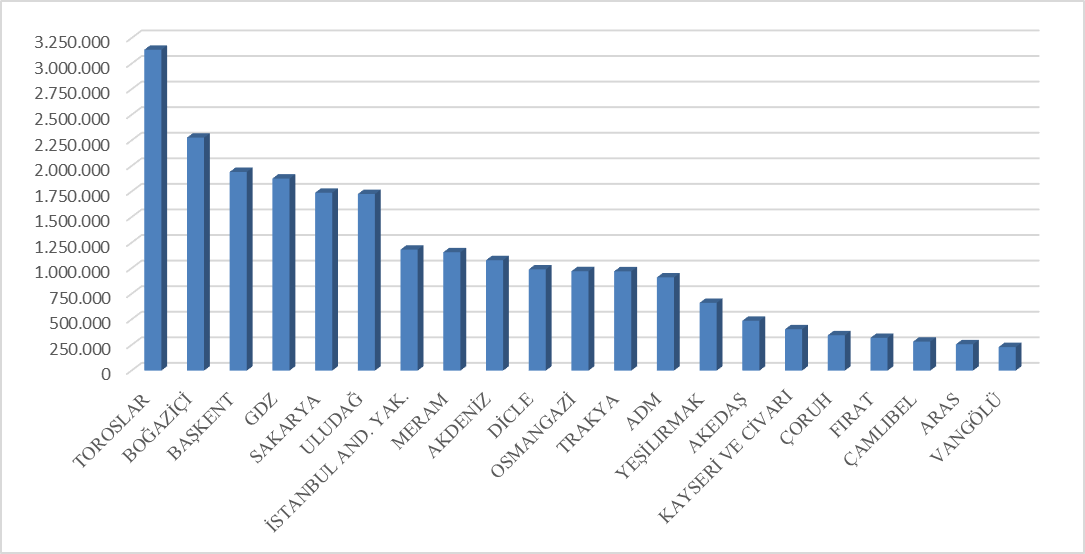 3.250.000
3.000.000
2.750.000
2.500.000
2.250.000
2.000.000
1.750.000
1.500.000
1.250.000
1.000.000
750.000
500.000
250.000
0
TOROSLAR
BOĞAZİÇİ
BAŞKENT
GDZ
SAKARYA
ULUDAĞ
İSTANBUL AND. YAK.
MERAM
AKDENİZ
DİCLE
OSMANGAZİ
TRAKYA
ADM
YEŞİLIRMAK
AKEDAŞ
KAYSERİ VE CİVARI
ÇORUH
FIRAT
ÇAMLIBEL
ARAS
VANGÖLÜ